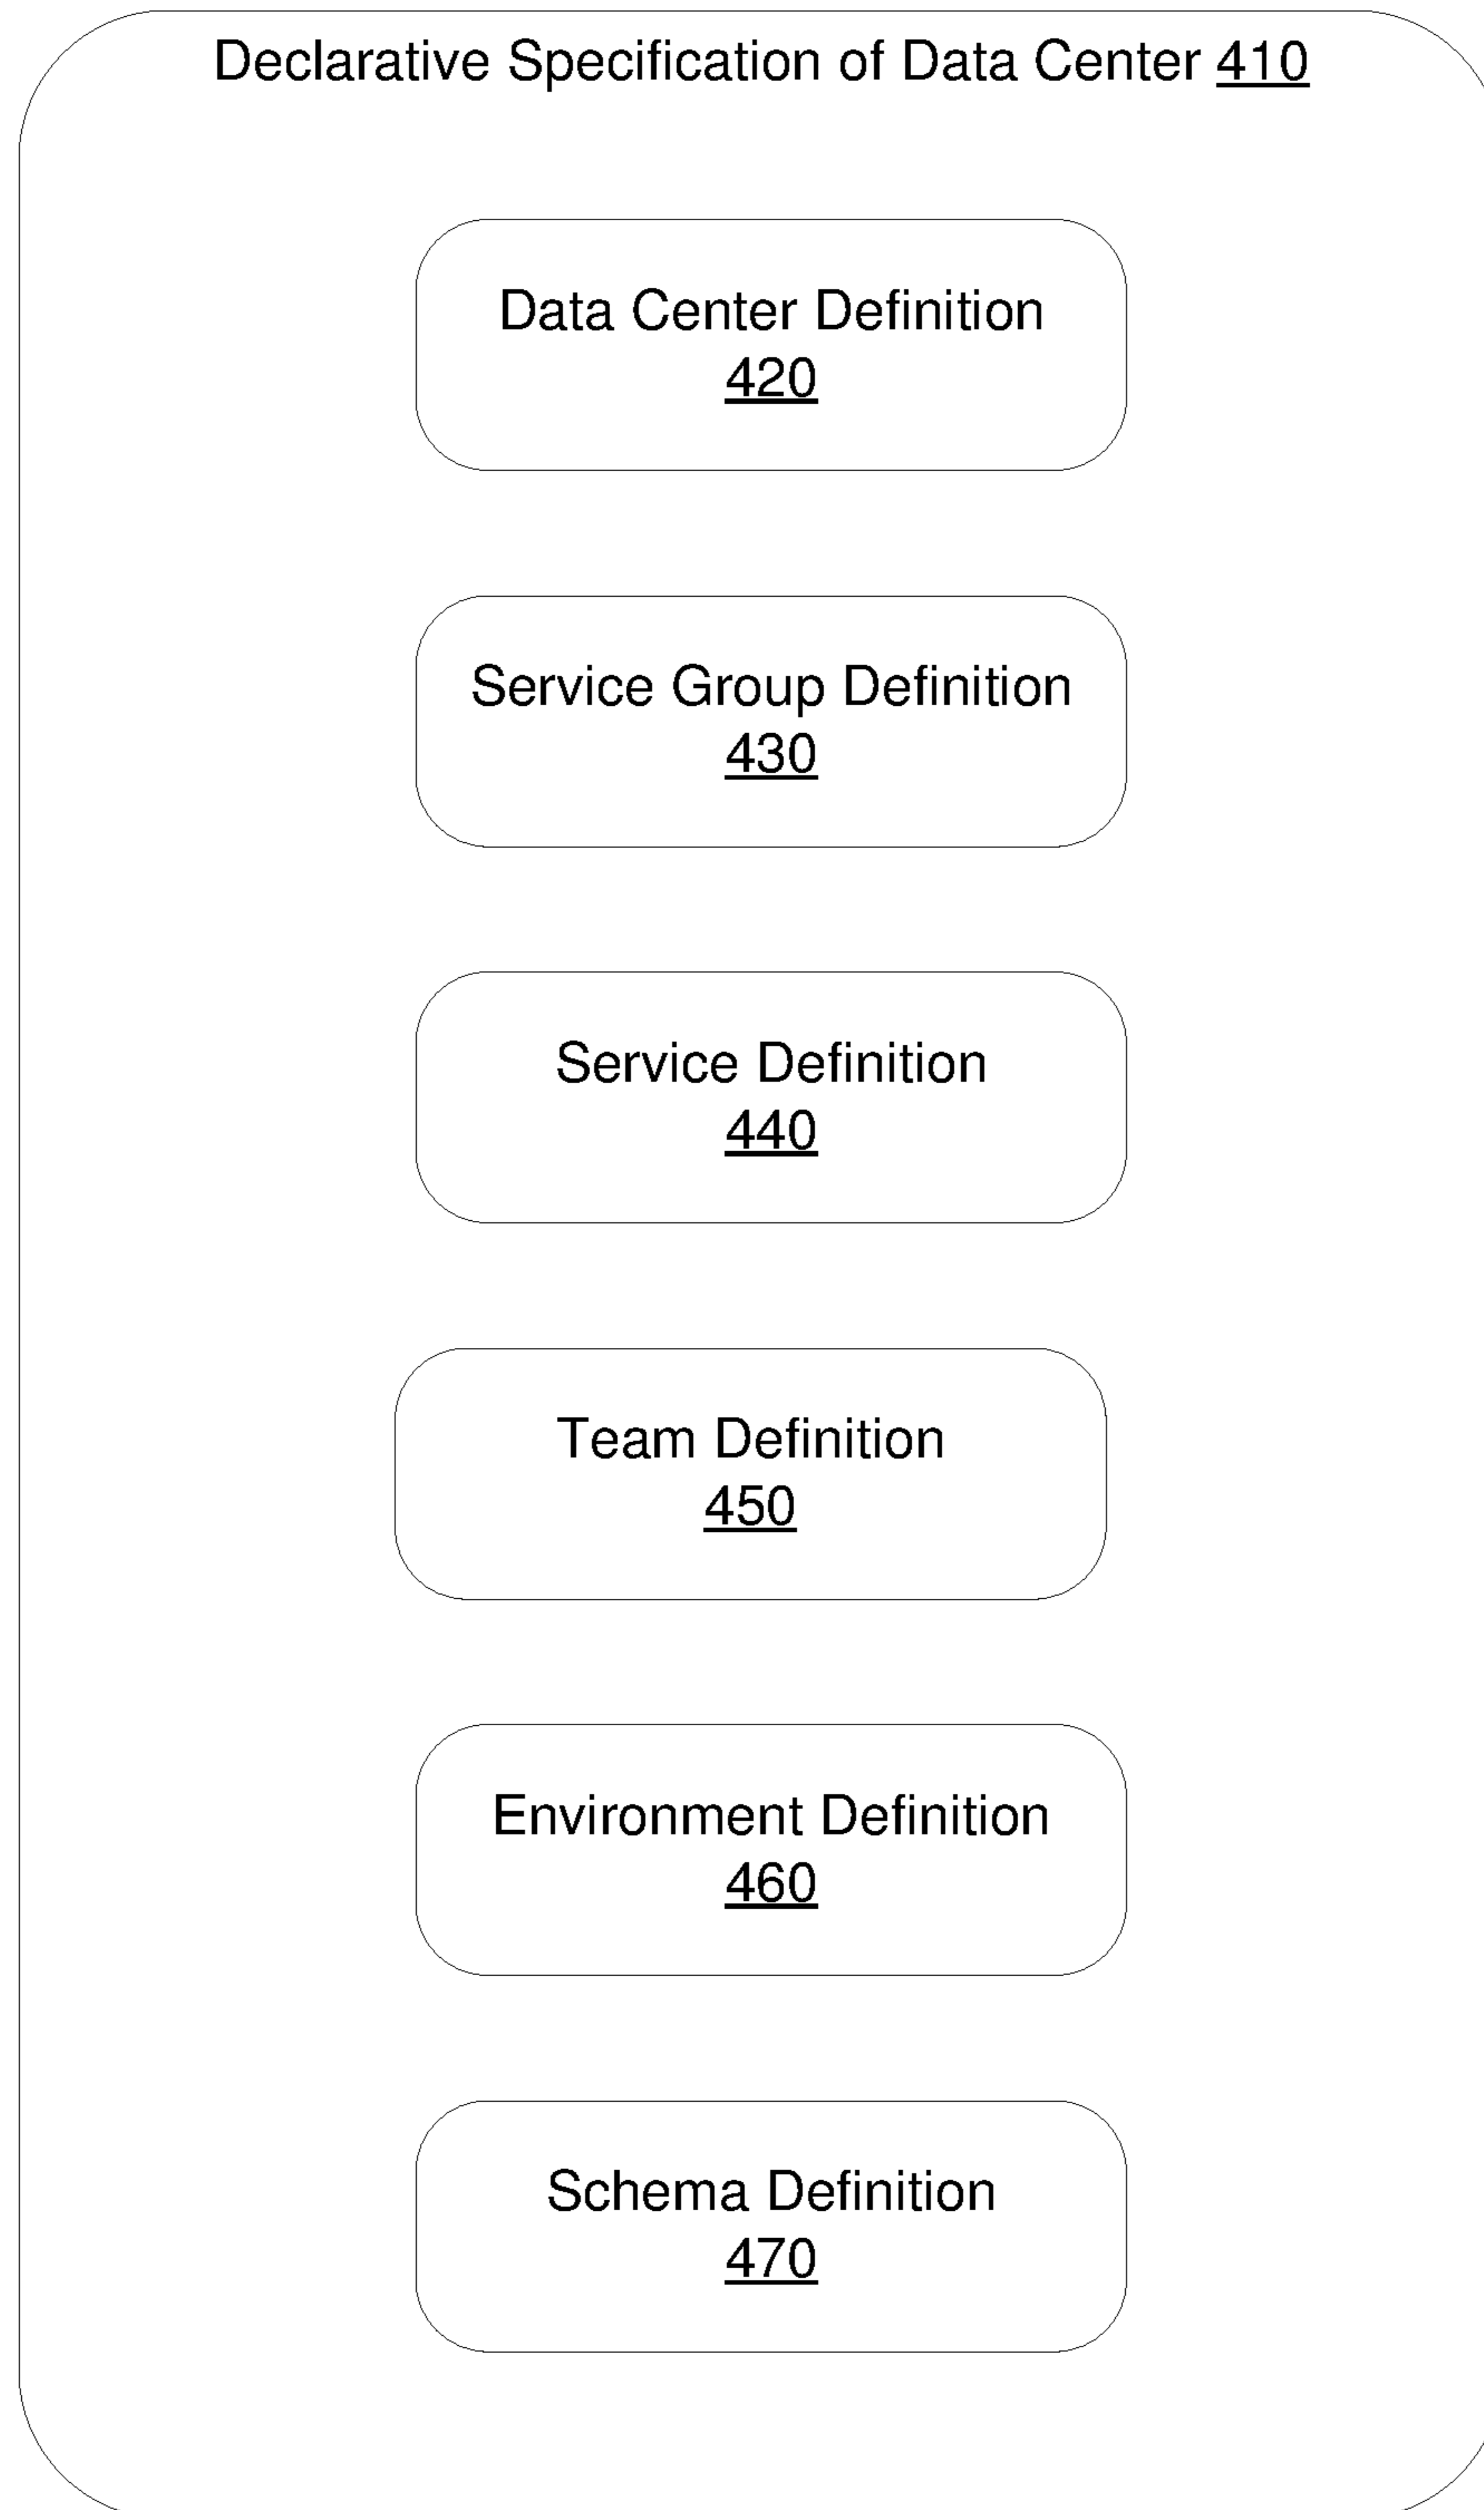 Declarative Specification of Data Center 410
Data Center Definition
420
Service Group Definition
430
Service Definition
440
Team Definition
450
Environment Definition
460
Schema Definition
470